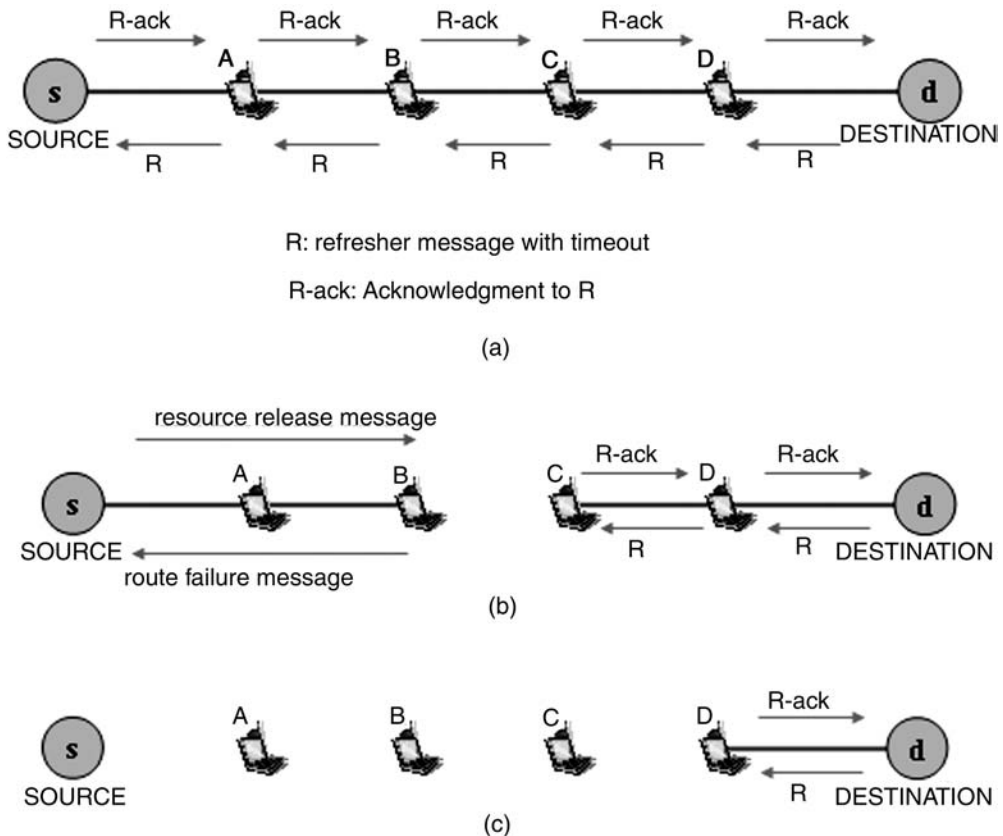 R-ack R-ack R-ack R-ack R-ack
A B C D
s d
SOURCE DESTINATION
R R R R R
R: refresher message with timeout
R-ack: Acknowledgment to R
(a)
resource release message
R-ack R-ack
A B C D
s d
SOURCE DESTINATION
R R
route failure message
(b)
R-ack
A B C D
s d
R
SOURCE DESTINATION
(c)